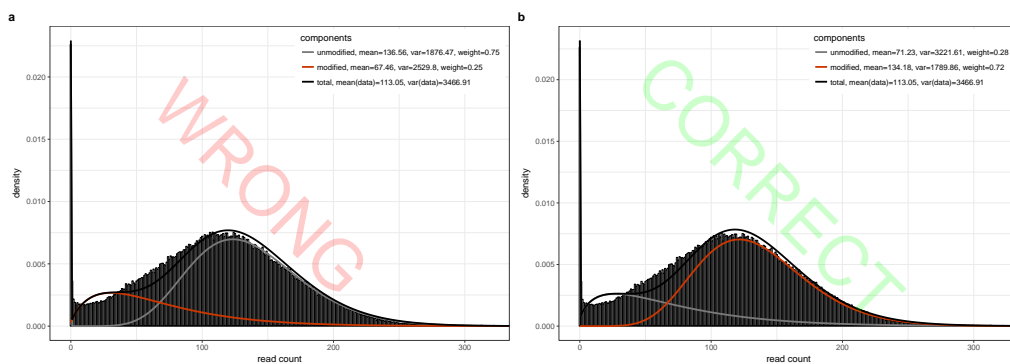 a
components
unmodified, mean=136.56, var=1876.47, weight=0.75
modified, mean=67.46, var=2529.8, weight=0.25
total, mean(data)=113.05, var(data)=3466.91
WRONG
density
0.020
0.015
0.010
0.005
0.000
0
100
200
300
read count
b
components
unmodified, mean=71.23, var=3221.61, weight=0.28
modified, mean=134.18, var=1789.86, weight=0.72
total, mean(data)=113.05, var(data)=3466.91
CORRECT
density
0.020
0.015
0.010
0.005
0.000
0
100
200
300
read count